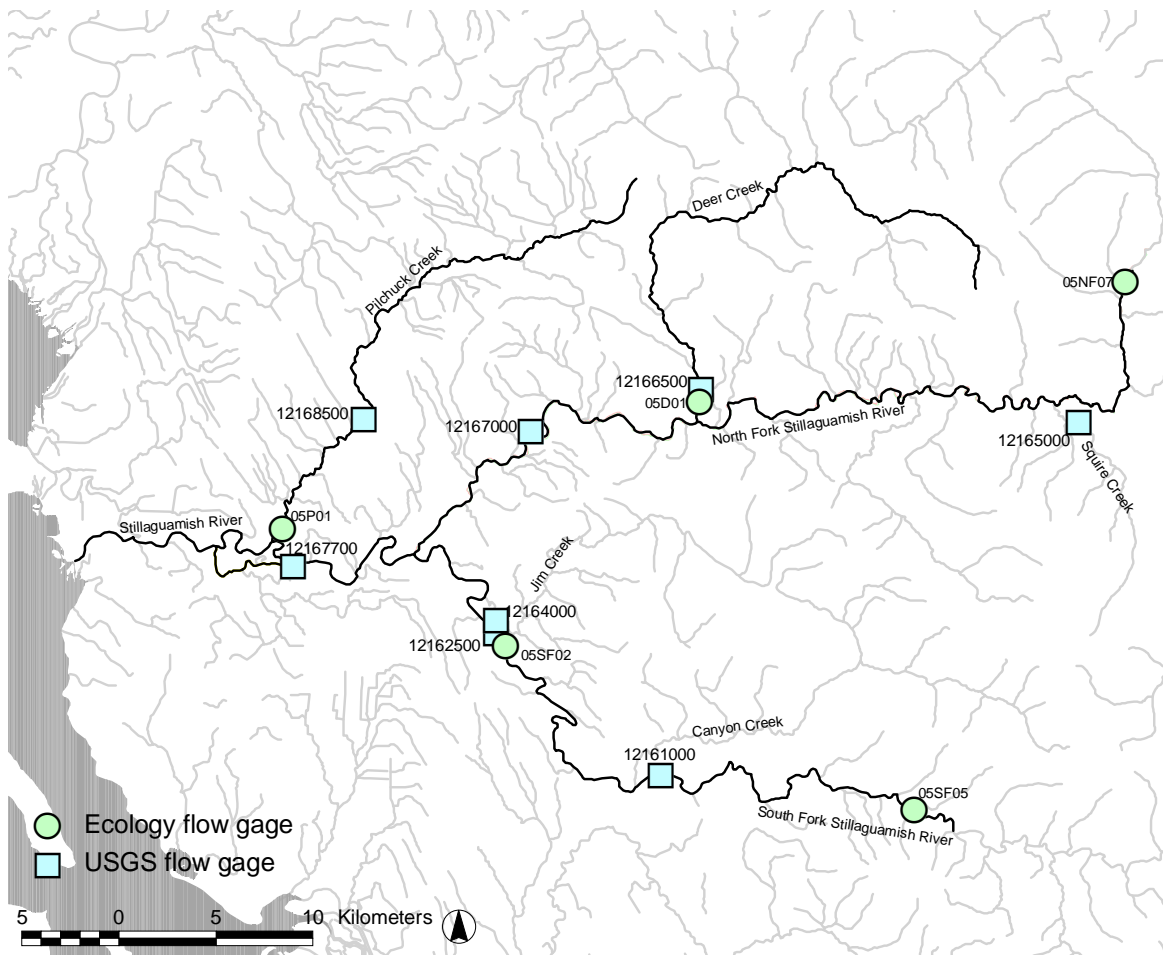 Deer Creek
05NF07
Pilchuck Creek
12166500
05D01
12168500
12167000
North Fork Stillaguamish River
12165000
Squire Creek
05P01
Stillaguamish River
12167700
Jim Creek
12164000
12162500
05SF02
Canyon Creek
12161000
05SF05
South Fork Stillaguamish River
Ecology flow gage
USGS flow gage
5 0 5 10 Kilometers